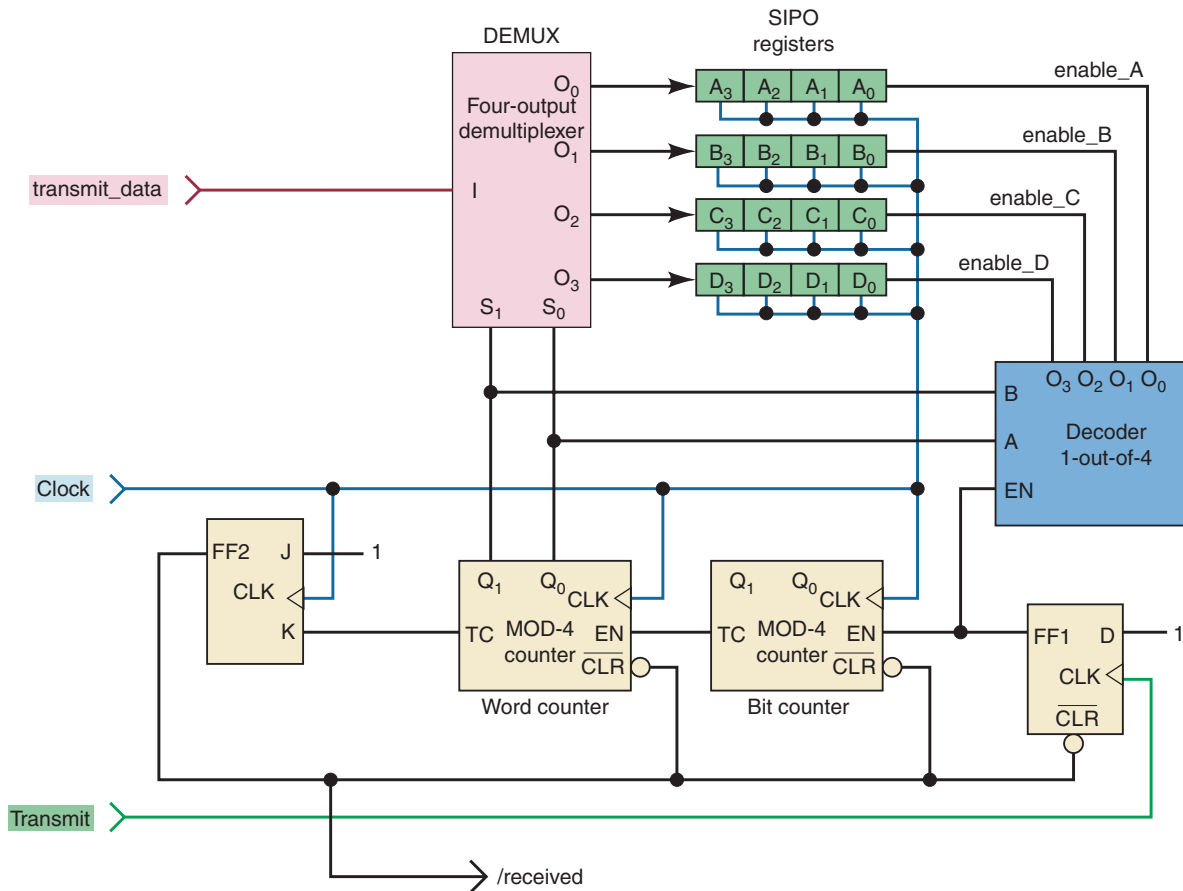 DEMUX
SIPO
registers
Four-output
demultiplexer
O0
O1
O2
O3
I
S1 S0
A3 A2 A1 A0
B3 B2 B1 B0
C3 C2 C1 C0
D3 D2 D1 D0
enable_A
enable_B
enable_C
enable_D
transmit_data
O3 O2 O1 O0
B
A
EN
Decoder
1-out-of-4
Clock
FF2 J 1
CLK
K
Q1 Q0
CLK
TC MOD-4 EN
counter CLR
Word counter
Q1 Q0
CLK
TC MOD-4 EN
counter CLR
Bit counter
FF1 D 1
CLK
CLR
Transmit
/received